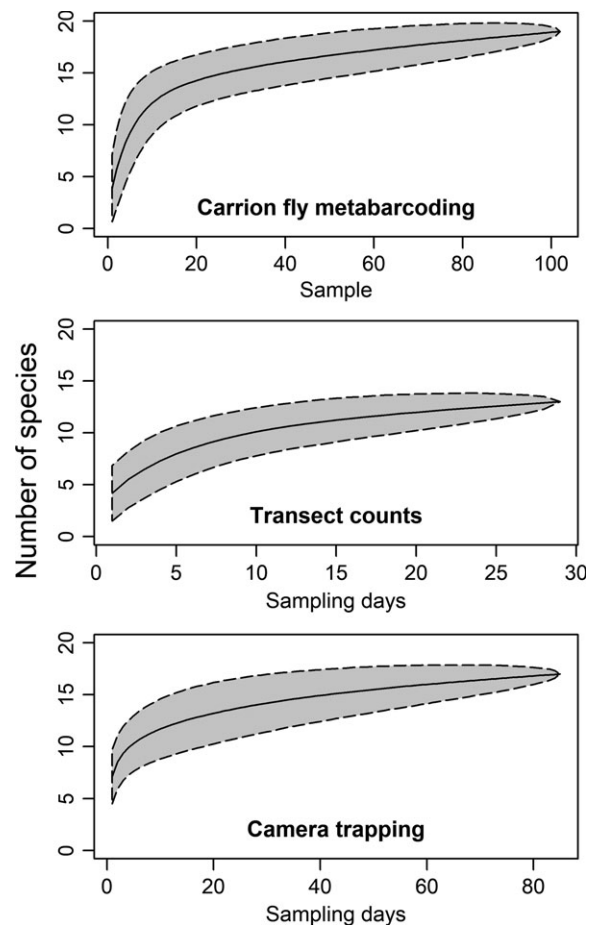 20
15
10
5
0
Carrion fly metabarcoding
0 20 40 60 80 100
Sample
Number of species
20
15
10
5
0
Transect counts
0 5 10 15 20 25 30
Sampling days
20
15
10
5
0
Camera trapping
0 20 40 60 80
Sampling days